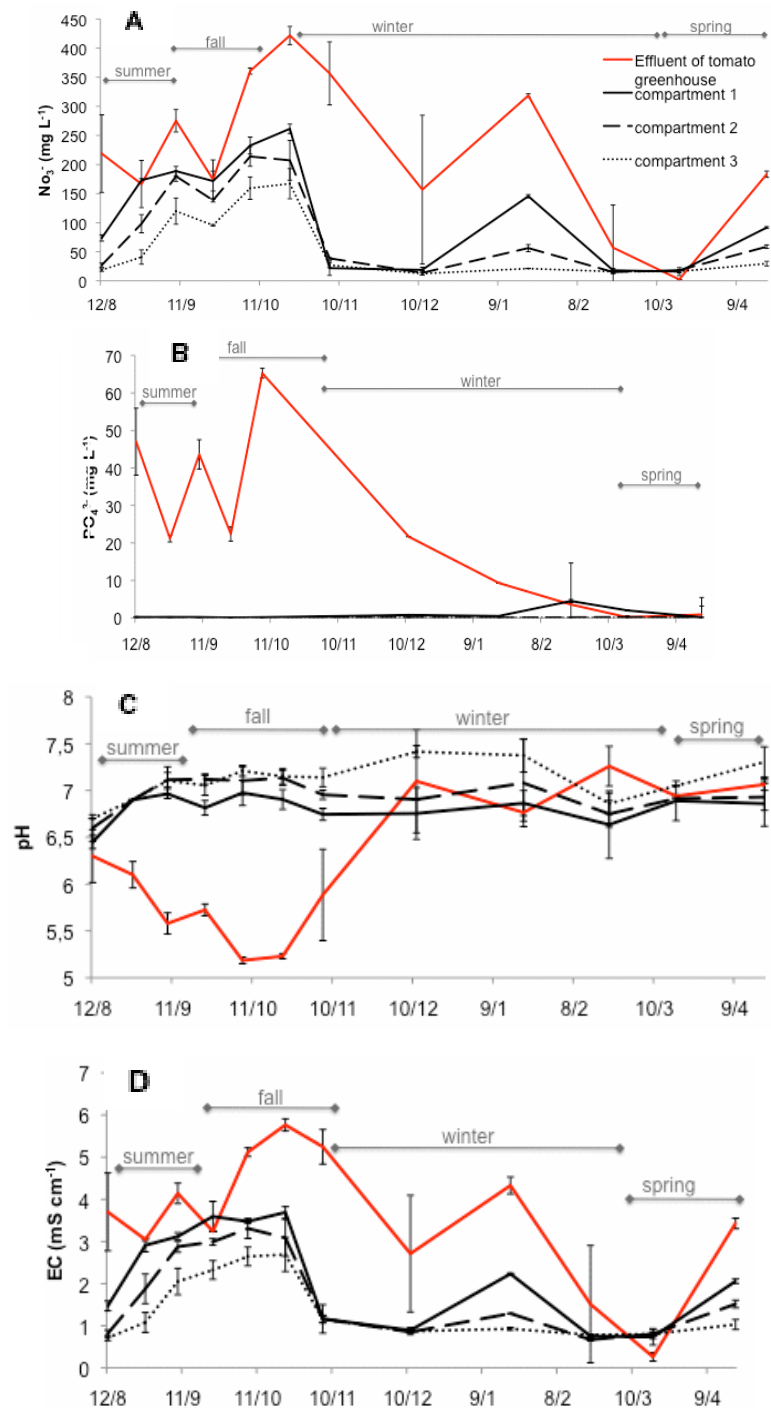 A
450
400
350
300
250
200
150
100
50
0
No₃⁻ (mg L⁻¹)
summer
fall
winter
spring
Effluent of tomato
greenhouse
compartment 1
compartment 2
compartment 3
12/8 11/9 11/10 10/11 10/12 9/1 8/2 10/3 9/4
B
70
60
50
40
30
20
10
0
PO₄³⁻ (mg L⁻¹)
summer
fall
winter
spring
12/8 11/9 11/10 10/11 10/12 9/1 8/2 10/3 9/4
C
8
7,5
7
6,5
6
5,5
5
pH
summer
fall
winter
spring
12/8 11/9 11/10 10/11 10/12 9/1 8/2 10/3 9/4
D
7
6
5
4
3
2
1
0
EC (mS cm⁻¹)
summer
fall
winter
spring
12/8 11/9 11/10 10/11 10/12 9/1 8/2 10/3 9/4